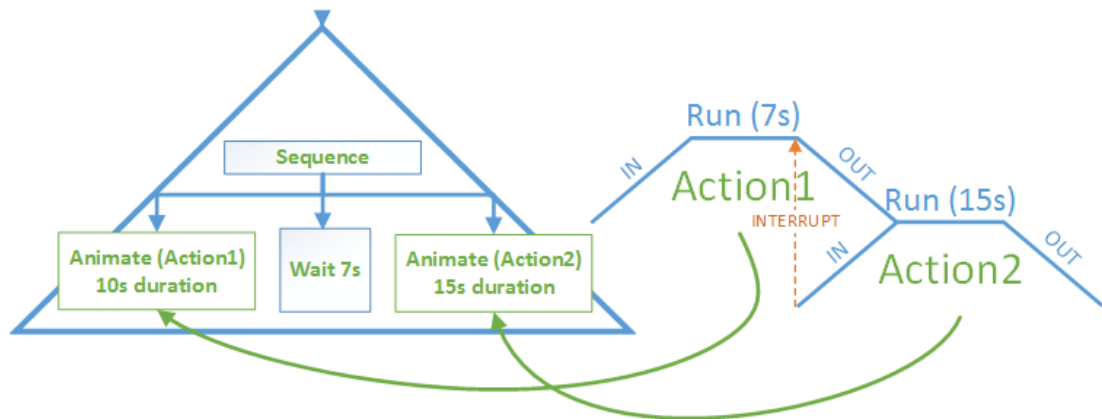 Sequence
Animate (Action1)
10s duration
Wait 7s
Animate (Action2)
15s duration
Run (7s)
IN
OUT
Action1
INTERRUPT
Run (15s)
IN
OUT
Action2